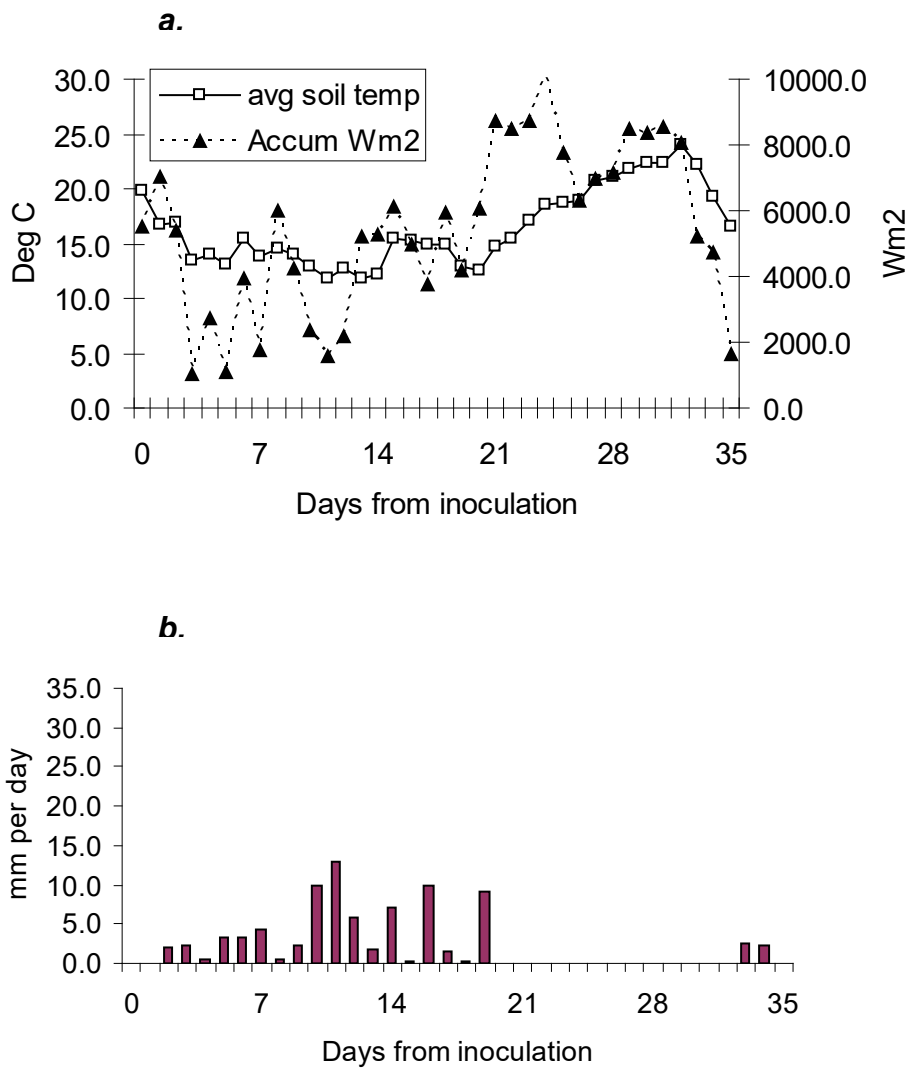 a.
30.0
25.0
20.0
15.0
10.0
5.0
0.0
Deg C
avg soil temp
Accum Wm2
10000.0
8000.0
6000.0
4000.0
2000.0
0.0
Wm2
0 7 14 21 28 35
Days from inoculation
b.
35.0
30.0
25.0
20.0
15.0
10.0
5.0
0.0
mm per day
0 7 14 21 28 35
Days from inoculation